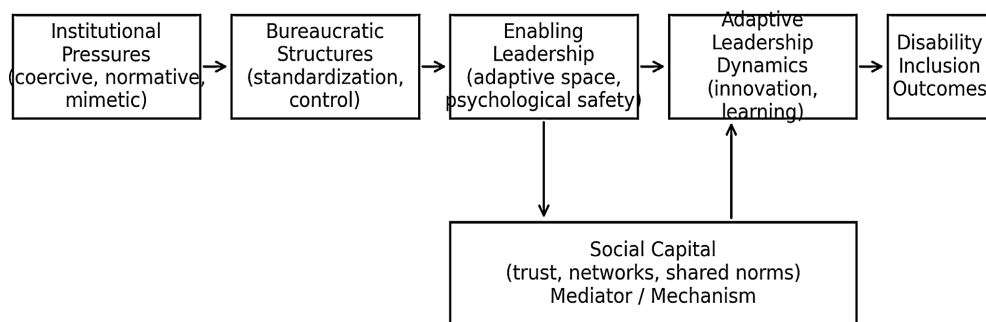 Institutional
Pressures
(coercive, normative,
mimetic)
Bureaucratic
Structures
(standardization,
control)
Enabling
Leadership
(adaptive space,
psychological safety)
Adaptive
Leadership
Dynamics
(innovation,
learning)
Disability
Inclusion
Outcomes
Social Capital
(trust, networks, shared norms)
Mediator / Mechanism